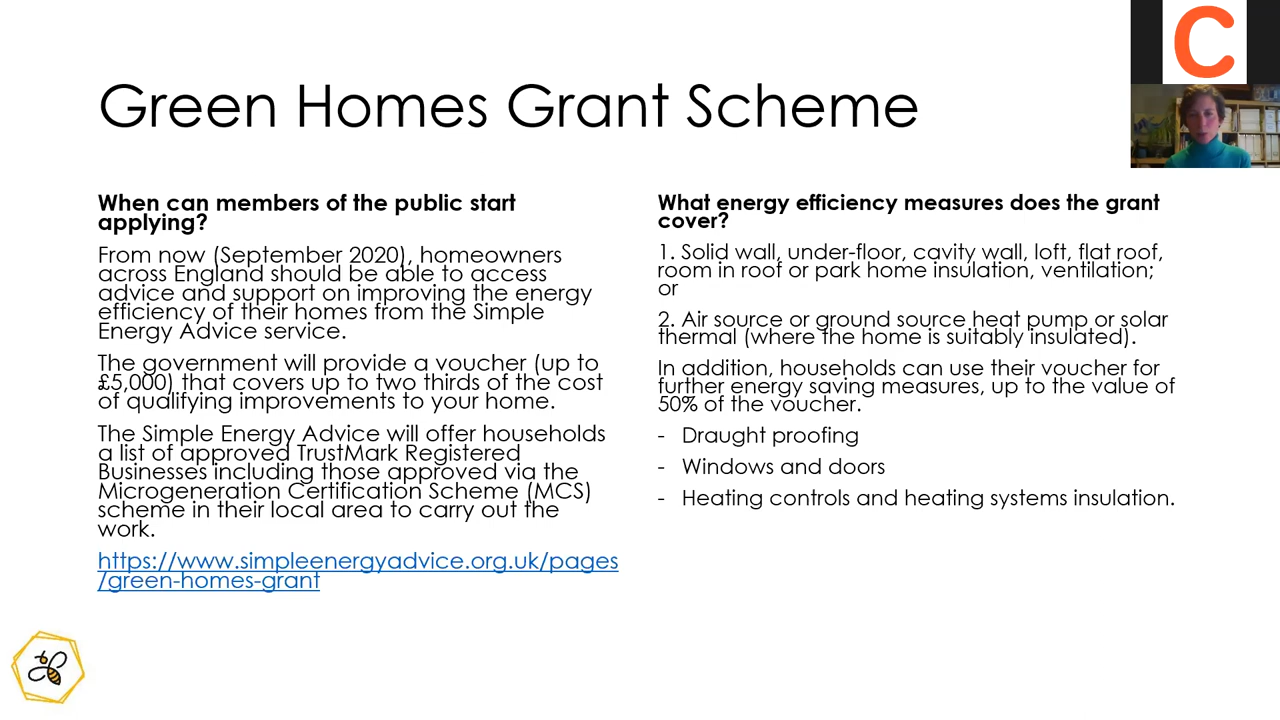 C
Green Homes Grant Scheme
When can members of the public start
applying?
From now (September 2020), homeowners
across England should be able to access
advice and support on improving the energy
efficiency of their homes from the Simple
Energy Advice service.
The government will provide a voucher (up to
£5,000) that covers up to two thirds of the cost
of qualifying improvements to your home.
The Simple Energy Advice will offer households
a list of approved TrustMark Registered
Businesses including those approved via the
Microgeneration Certification Scheme (MCS)
scheme in their local area to carry out the
work.
https://www.simpleenergyadvice.org.uk/pages
/green-homes-grant
What energy efficiency measures does the grant
cover?
1. Solid wall, under-floor, cavity wall, loft, flat roof,
room in roof or park home insulation, ventilation;
or
2. Air source or ground source heat pump or solar
thermal (where the home is suitably insulated).
In addition, households can use their voucher for
further energy saving measures, up to the value of
50% of the voucher.
- Draught proofing
- Windows and doors
- Heating controls and heating systems insulation.